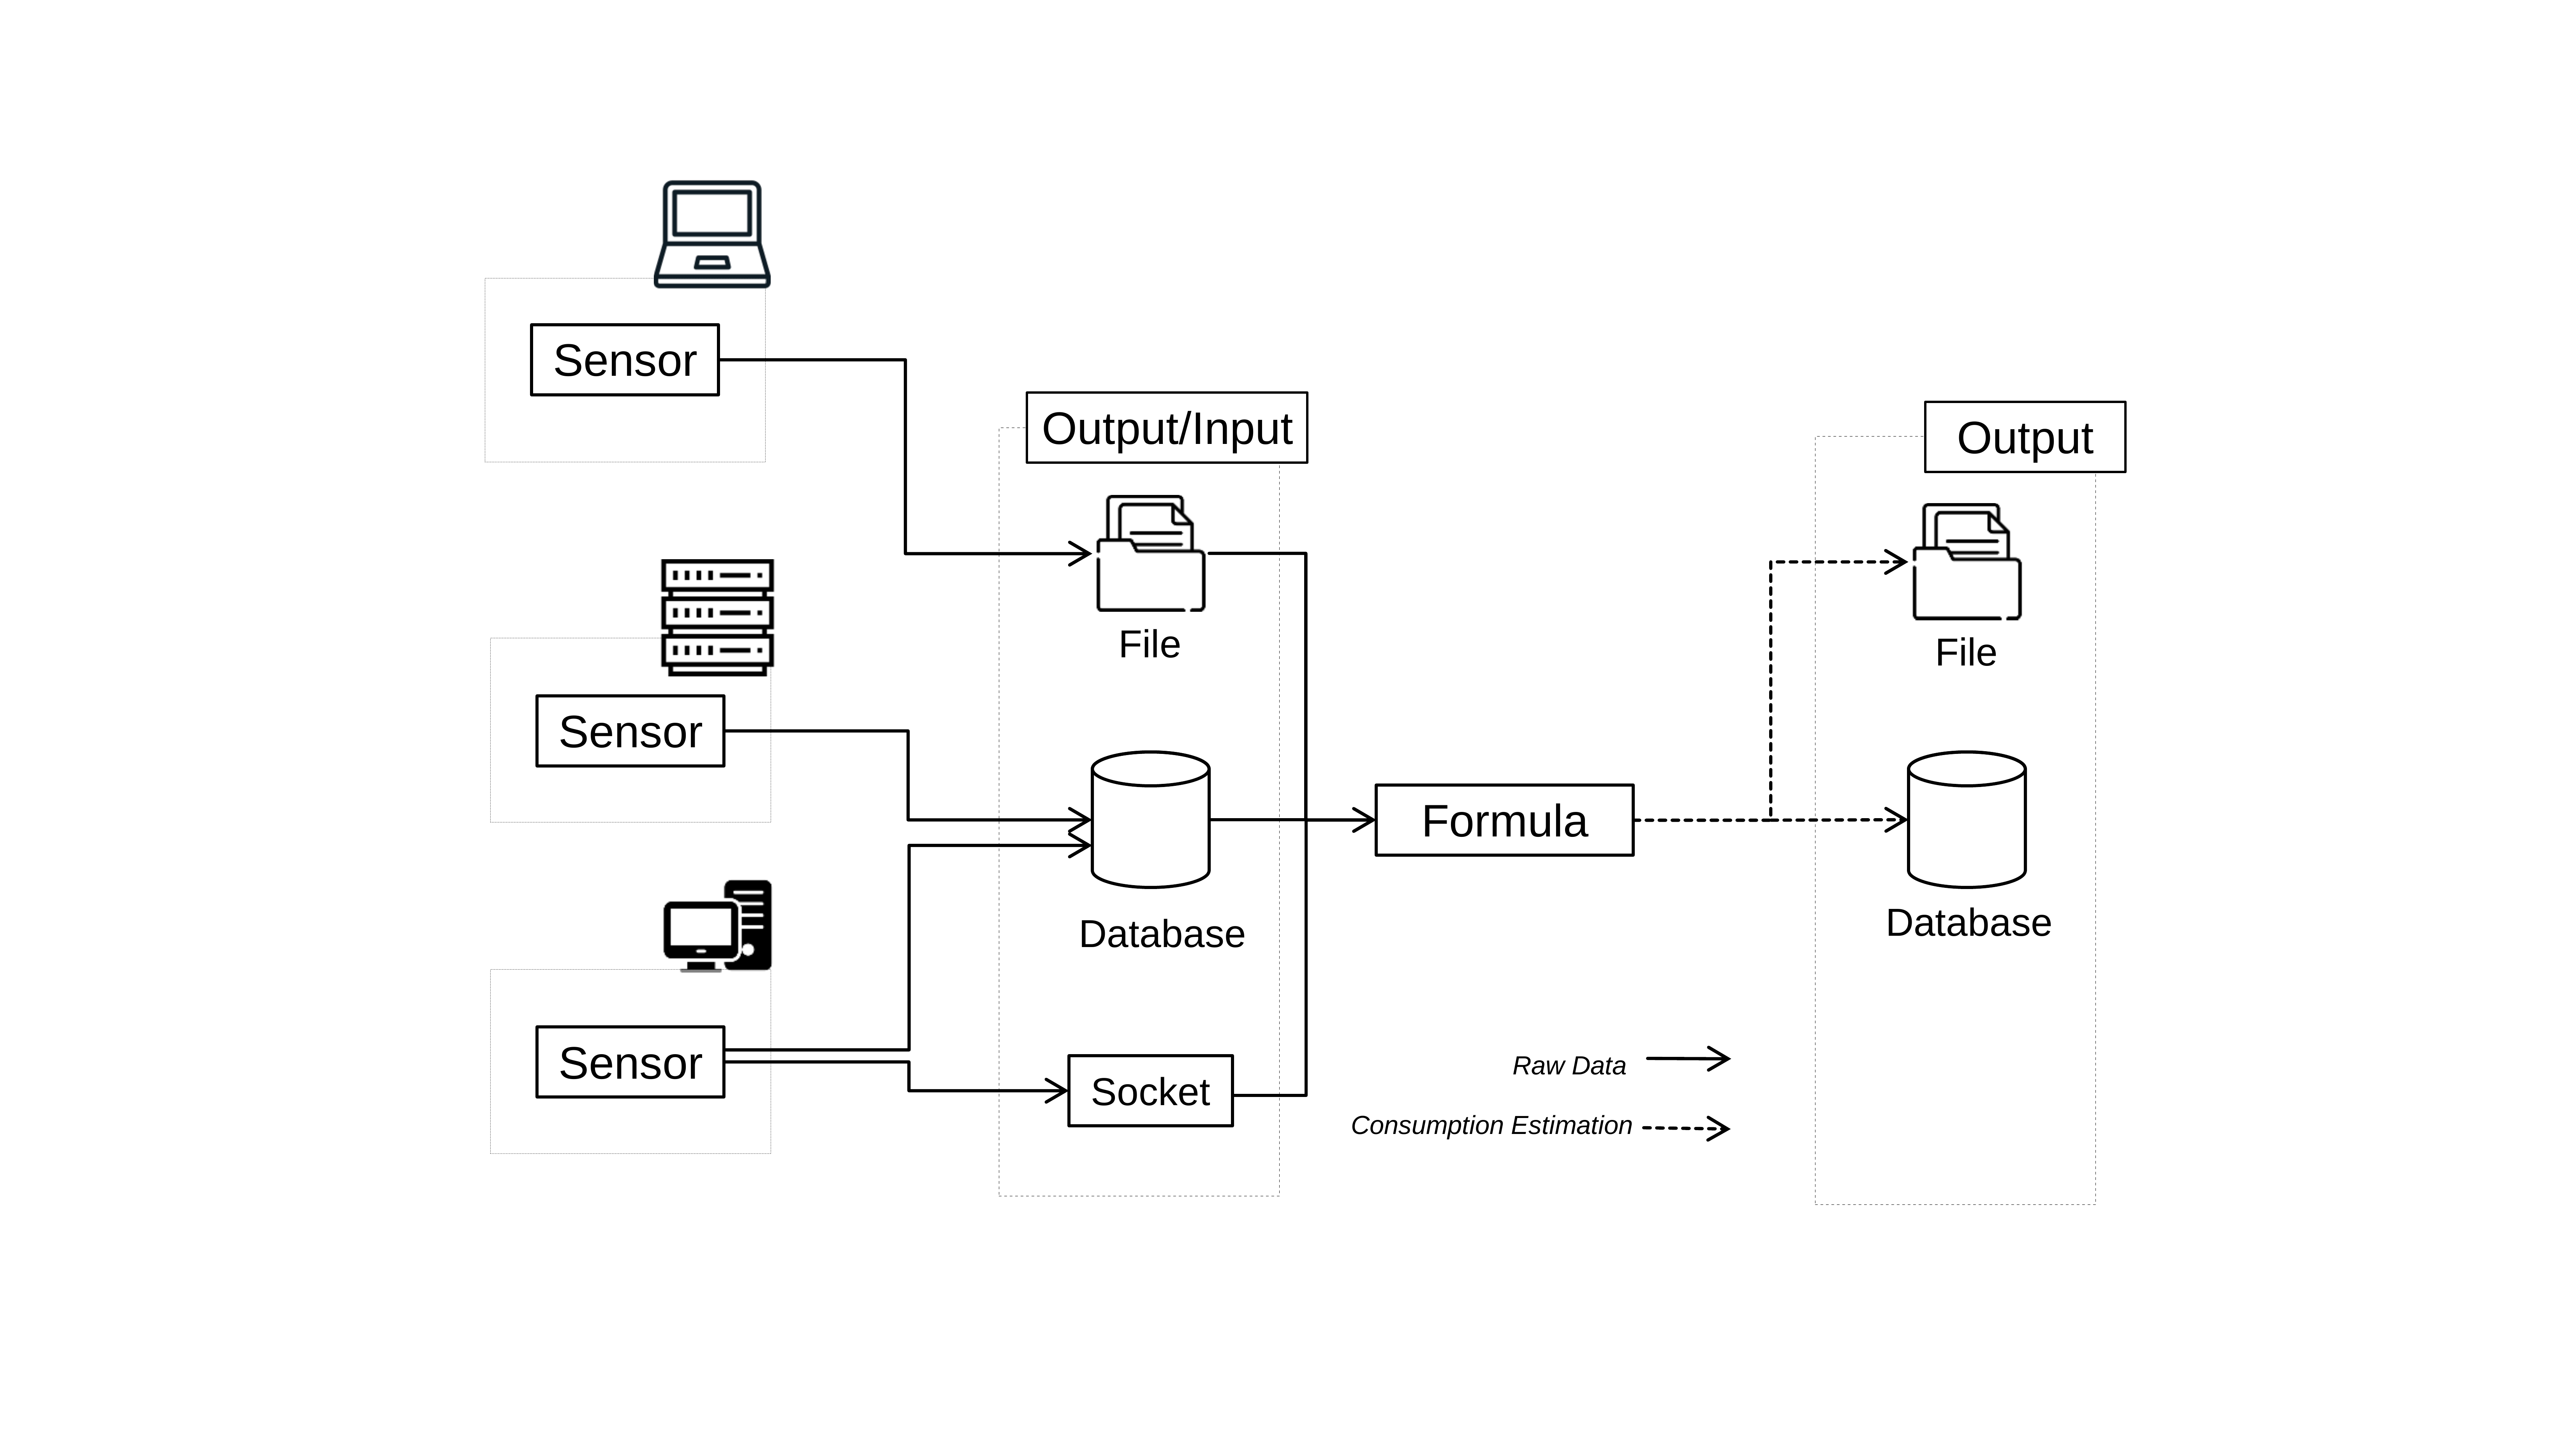 Sensor
Output/Input
Output
File
File
Sensor
Formula
Database
Database
Sensor
Socket
Raw Data
Consumption Estimation